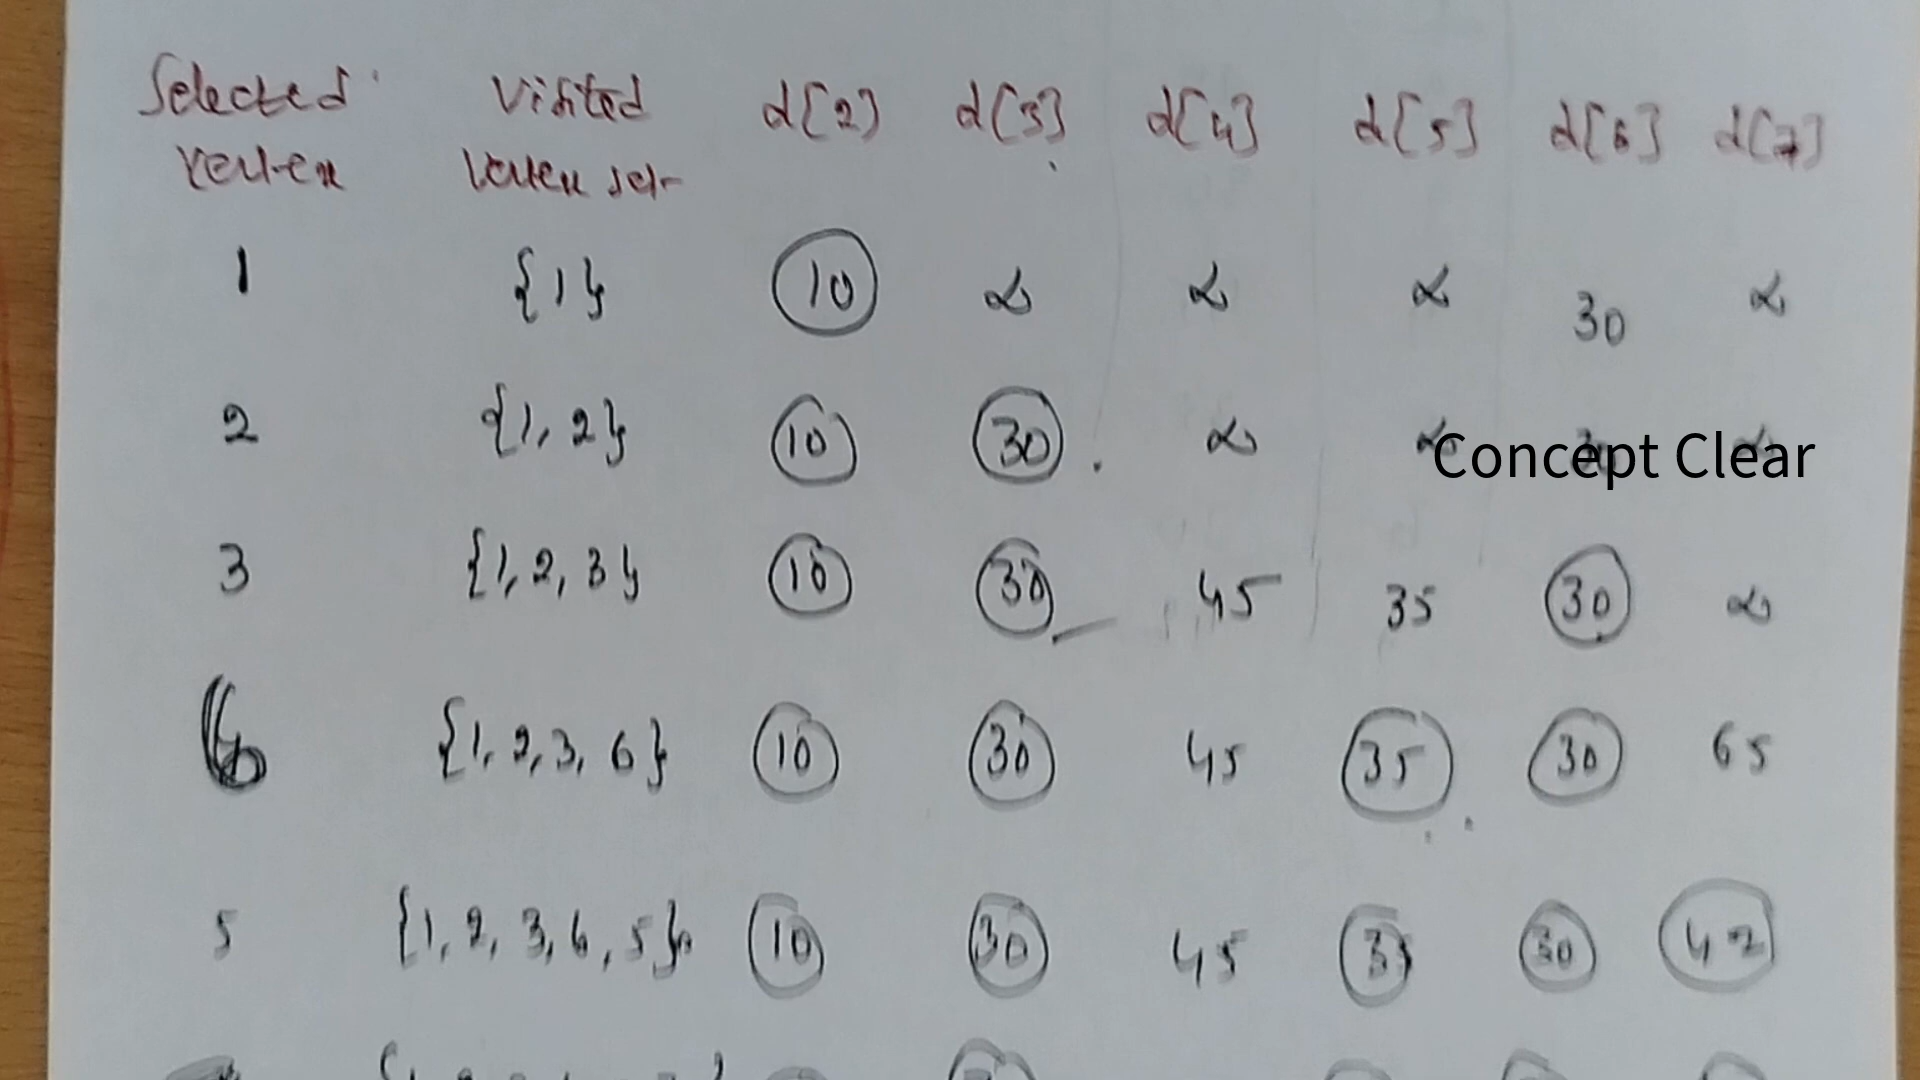 Selected Visited d[2] d[3] d[4] d[5] d[6] d[7]
vertex vertex set
1 {1} 10 α α α 30 α
2 {1, 2} 10 30 α α 30 α
Concept Clear
3 {1, 2, 3} 10 30 45 35 30 α
6 {1, 2, 3, 6} 10 30 45 35 30 65
5 {1, 2, 3, 6, 5} 10 30 45 35 30 42